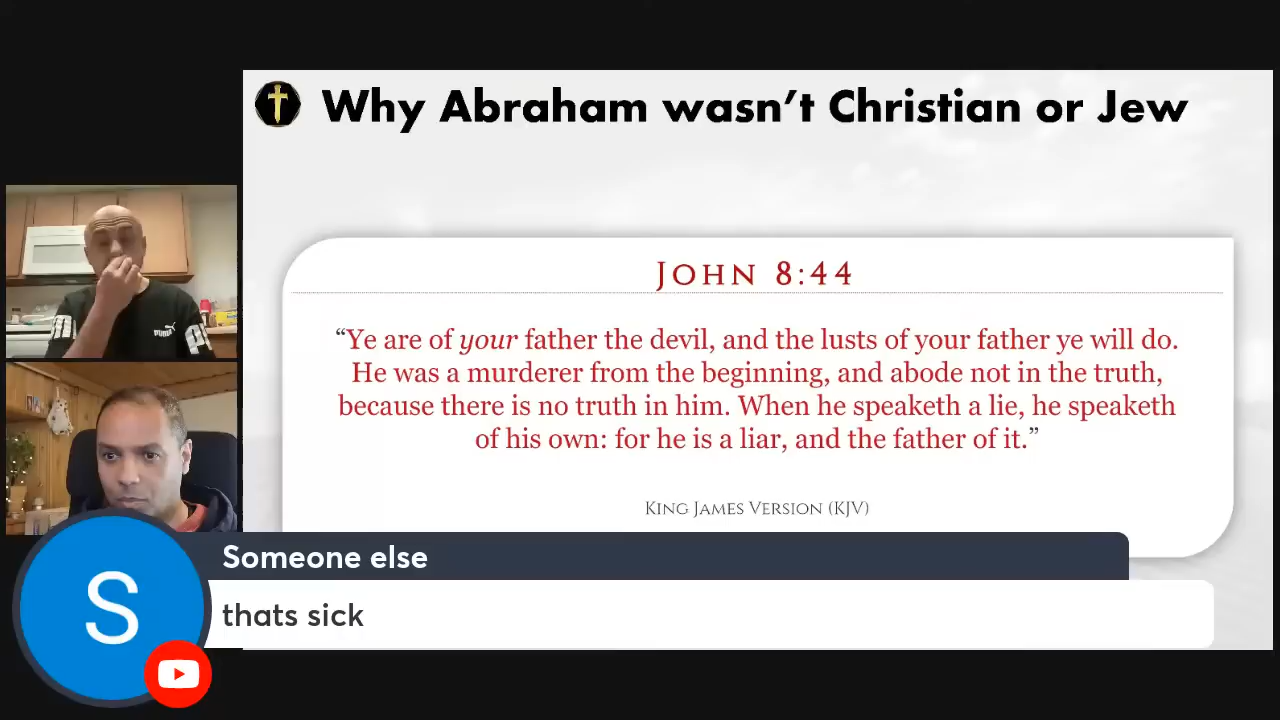 Why Abraham wasn't Christian or Jew
John 8:44
“Ye are of your father the devil, and the lusts of your father ye will do.
He was a murderer from the beginning, and abode not in the truth,
because there is no truth in him. When he speaketh a lie, he speaketh
of his own: for he is a liar, and the father of it.”
King James Version (KJV)
PUMA
Someone else
S
thats sick